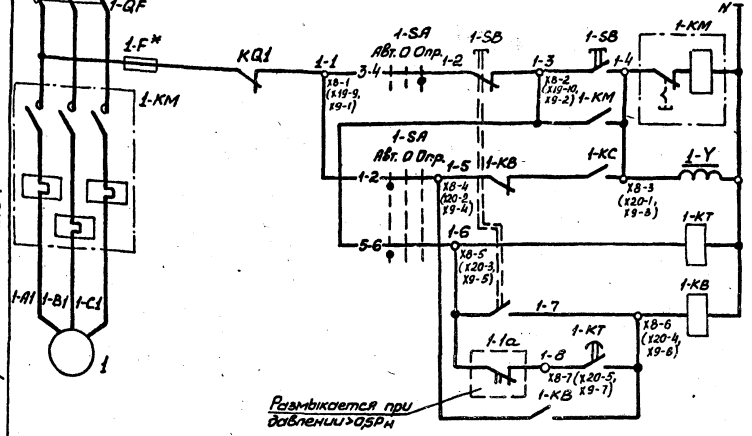 1-QF
N
1-F*
KQ1
1-1
1-SA
Авт. О Опр.
3-4
1-2
1-SB
1-3
1-SB
1-4
1-KM
X8-1
(X19-9,
X9-1)
X8-2
(X19-10,
X9-2)
1-KM
1-KM
1-SA
Авт. О Опр.
1-2
1-5
1-KB
1-KC
1-Y
X8-4
(X20-2,
X9-4)
X8-3
(X20-1,
X9-3)
5-6
1-6
1-KT
X8-5
(X20-3,
X9-5)
1-KB
1-7
X8-6
(X20-4,
X9-6)
1-A1
1-B1
1-C1
1
1-1a
1-8
1-KT
X8-7 (X20-5,
X9-7)
1-KB
Размыкается при
давлении>0,5Рн